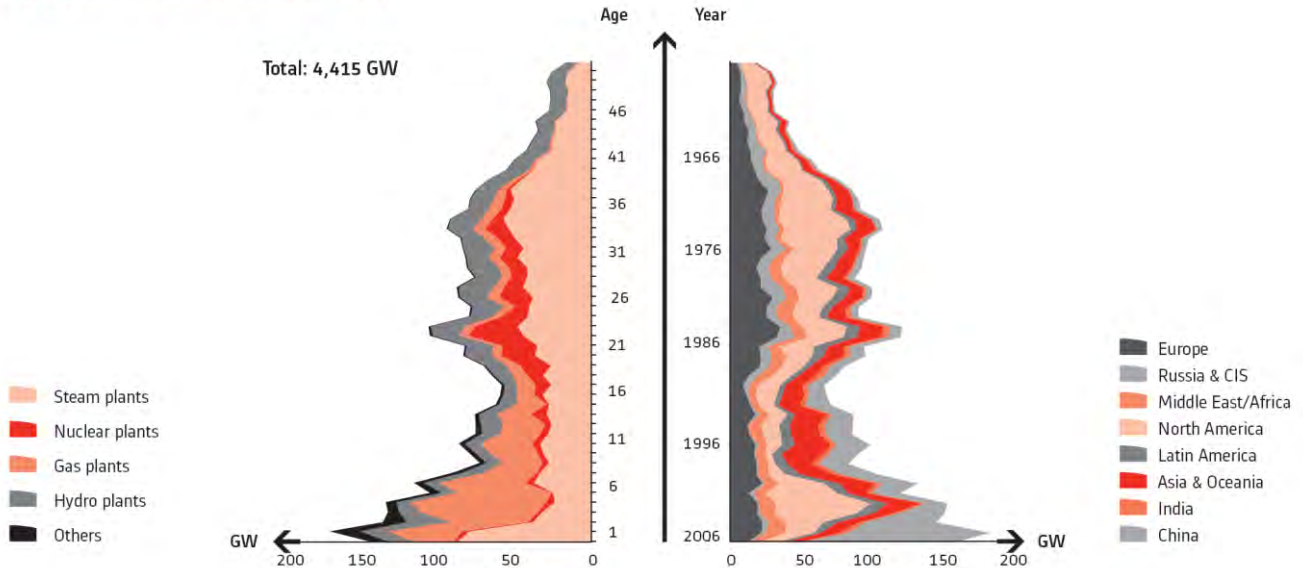 Age Year
Total: 4,415 GW
46
41
36
31
26
21
16
11
6
1
1966
1976
1986
1996
2006
Steam plants
Nuclear plants
Gas plants
Hydro plants
Others
Europe
Russia & CIS
Middle East/Africa
North America
Latin America
Asia & Oceania
India
China
GW
200 150 100 50 0
0 50 100 150 200
GW